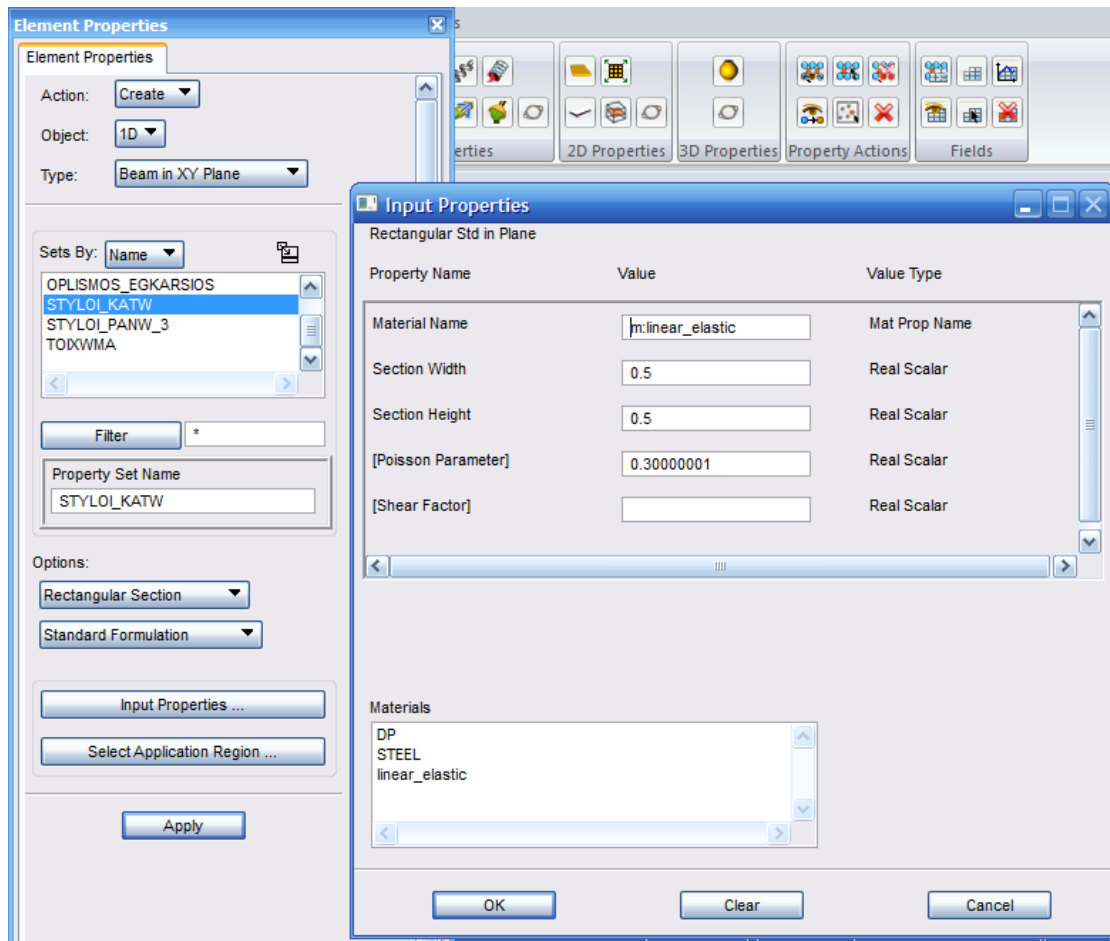 Element Properties
Element Properties
Action: Create
Object: 1D
Type: Beam in XY Plane
2D Properties 3D Properties Property Actions Fields
Sets By: Name
OPLISMOS_EGKARSIOS
STYLOI_KATW
STYLOI_PANW_3
TOIXWMA
Filter *
Property Set Name
STYLOI_KATW
Options:
Rectangular Section
Standard Formulation
Input Properties ...
Select Application Region ...
Apply
Input Properties
Rectangular Std in Plane
Property Name Value Value Type
Material Name m:linear_elastic Mat Prop Name
Section Width 0.5 Real Scalar
Section Height 0.5 Real Scalar
[Poisson Parameter] 0.30000001 Real Scalar
[Shear Factor] Real Scalar
Materials
DP
STEEL
linear_elastic
OK Clear Cancel